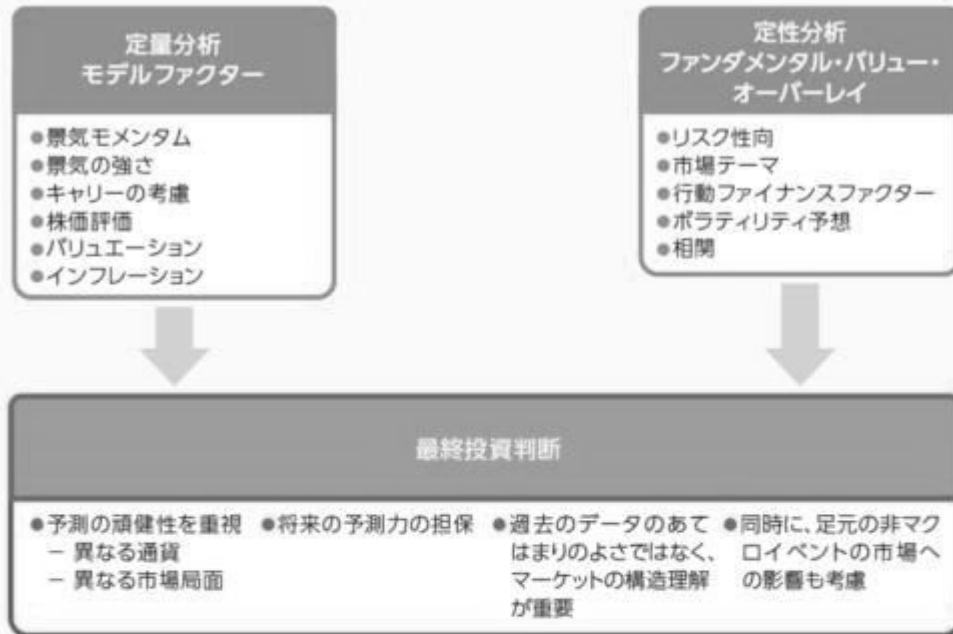 定量分析
モデルファクター
●景気モメンタム
●景気の強さ
●キャリーの考慮
●株価評価
●バリュエーション
●インフレーション
定性分析
ファンダメンタル・バリュー・
オーバーレイ
●リスク性向
●市場テーマ
●行動ファイナンスファクター
●ボラティリティ予想
●相関
最終投資判断
●予測の頑健性を重視
− 異なる通貨
− 異なる市場局面
●将来の予測力の担保
●過去のデータのあて
はまりのよさではなく、
マーケットの構造理解
が重要
●同時に、足元の非マク
ロイベントの市場へ
の影響も考慮